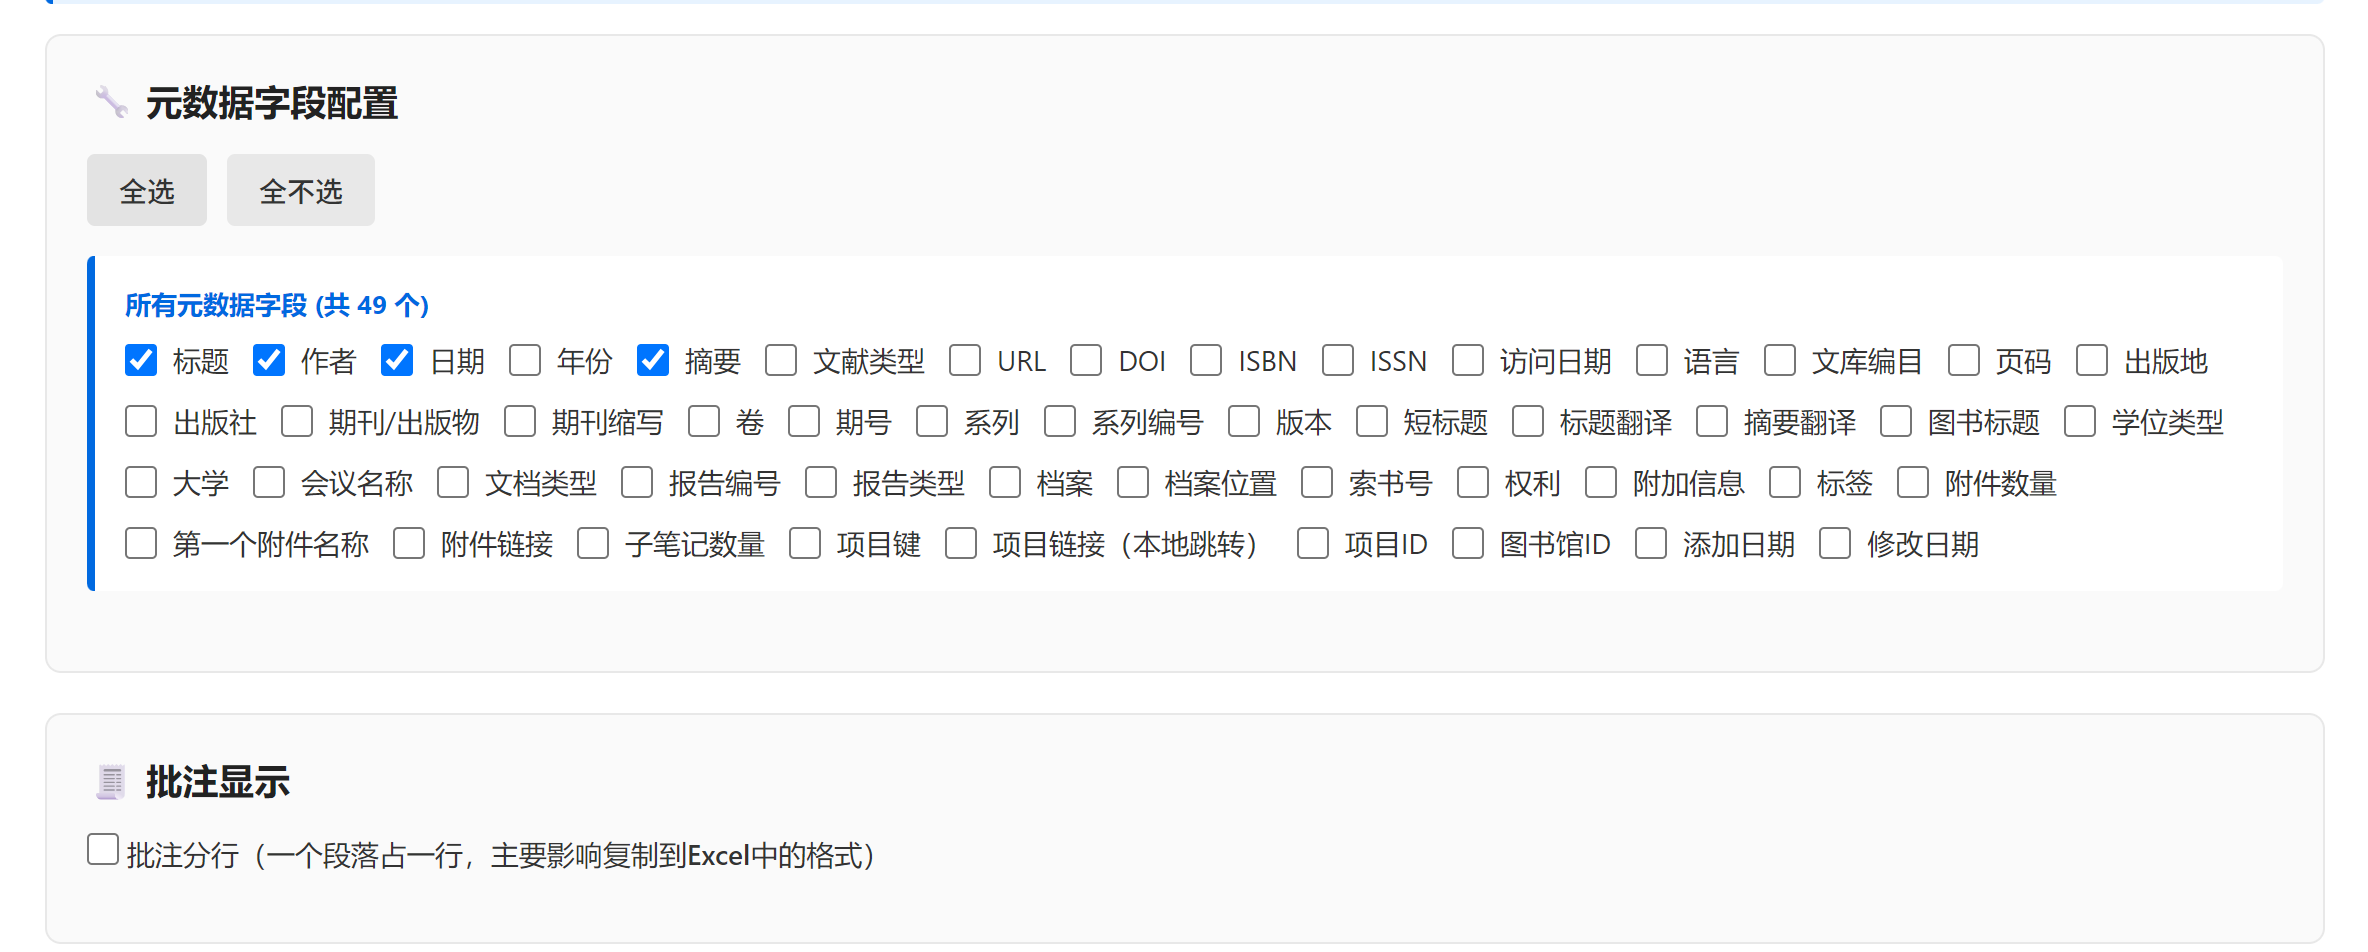 元数据字段配置
全选 全不选
所有元数据字段 (共 49 个)
标题 作者 日期 年份 摘要 文献类型 URL DOI ISBN ISSN 访问日期 语言 文库编目 页码 出版地
出版社 期刊/出版物 期刊缩写 卷 期号 系列 系列编号 版本 短标题 标题翻译 摘要翻译 图书标题 学位类型
大学 会议名称 文档类型 报告编号 报告类型 档案 档案位置 索书号 权利 附加信息 标签 附件数量
第一个附件名称 附件链接 子笔记数量 项目键 项目链接（本地跳转） 项目ID 图书馆ID 添加日期 修改日期
批注显示
批注分行（一个段落占一行，主要影响复制到Excel中的格式）